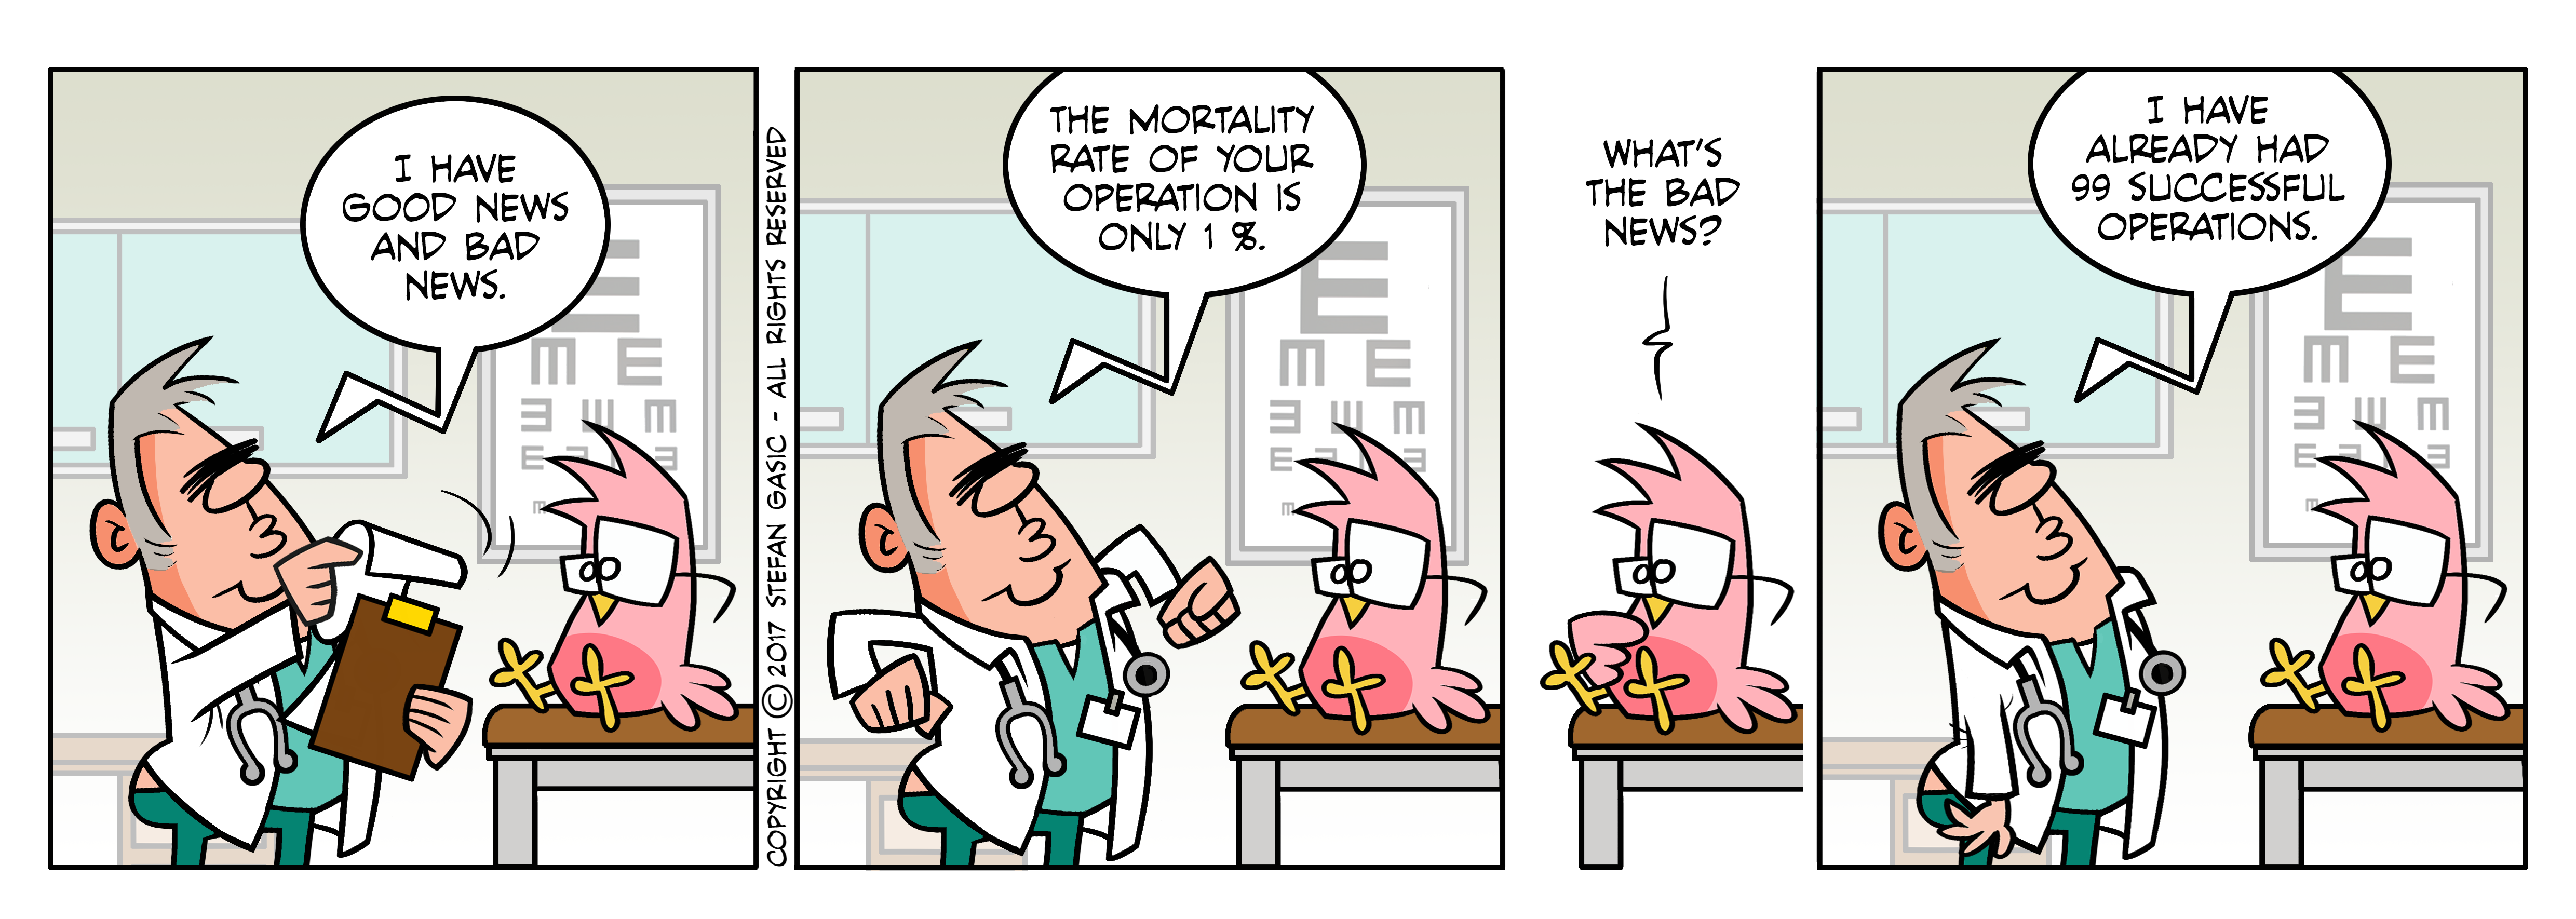 I HAVE
GOOD NEWS
AND BAD
NEWS.
COPYRIGHT © 2017 STEFAN GASIC - ALL RIGHTS RESERVED
THE MORTALITY
RATE OF YOUR
OPERATION IS
ONLY 1 %.
WHAT'S
THE BAD
NEWS?
I HAVE
ALREADY HAD
99 SUCCESSFUL
OPERATIONS.